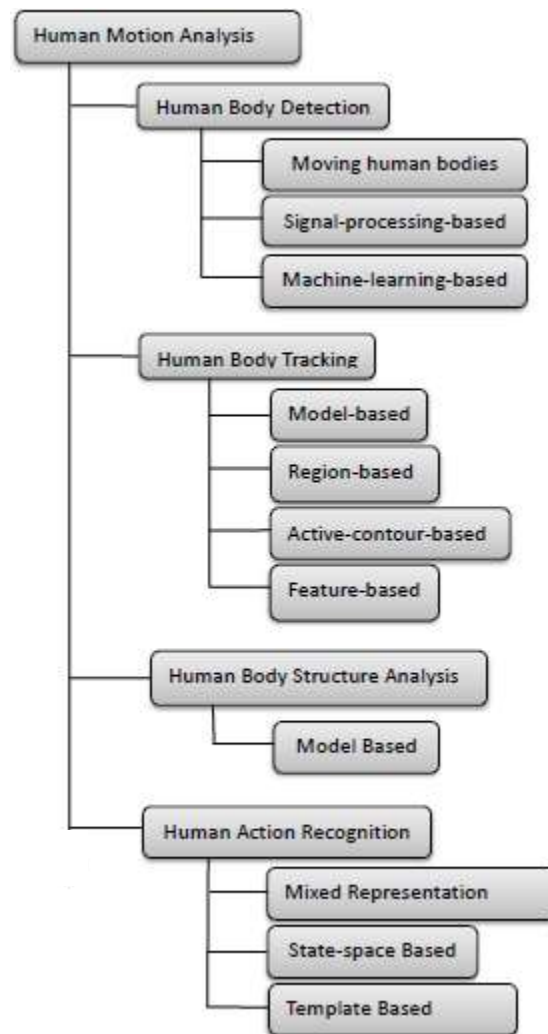 Human Motion Analysis
Human Body Detection
Moving human bodies
Signal-processing-based
Machine-learning-based
Human Body Tracking
Model-based
Region-based
Active-contour-based
Feature-based
Human Body Structure Analysis
Model Based
Human Action Recognition
Mixed Representation
State-space Based
Template Based